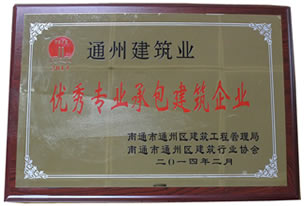 通州建筑业
优秀专业承包建筑企业
南通市通州区建筑工程管理局
南通市通州区建筑行业协会
二〇一四年二月